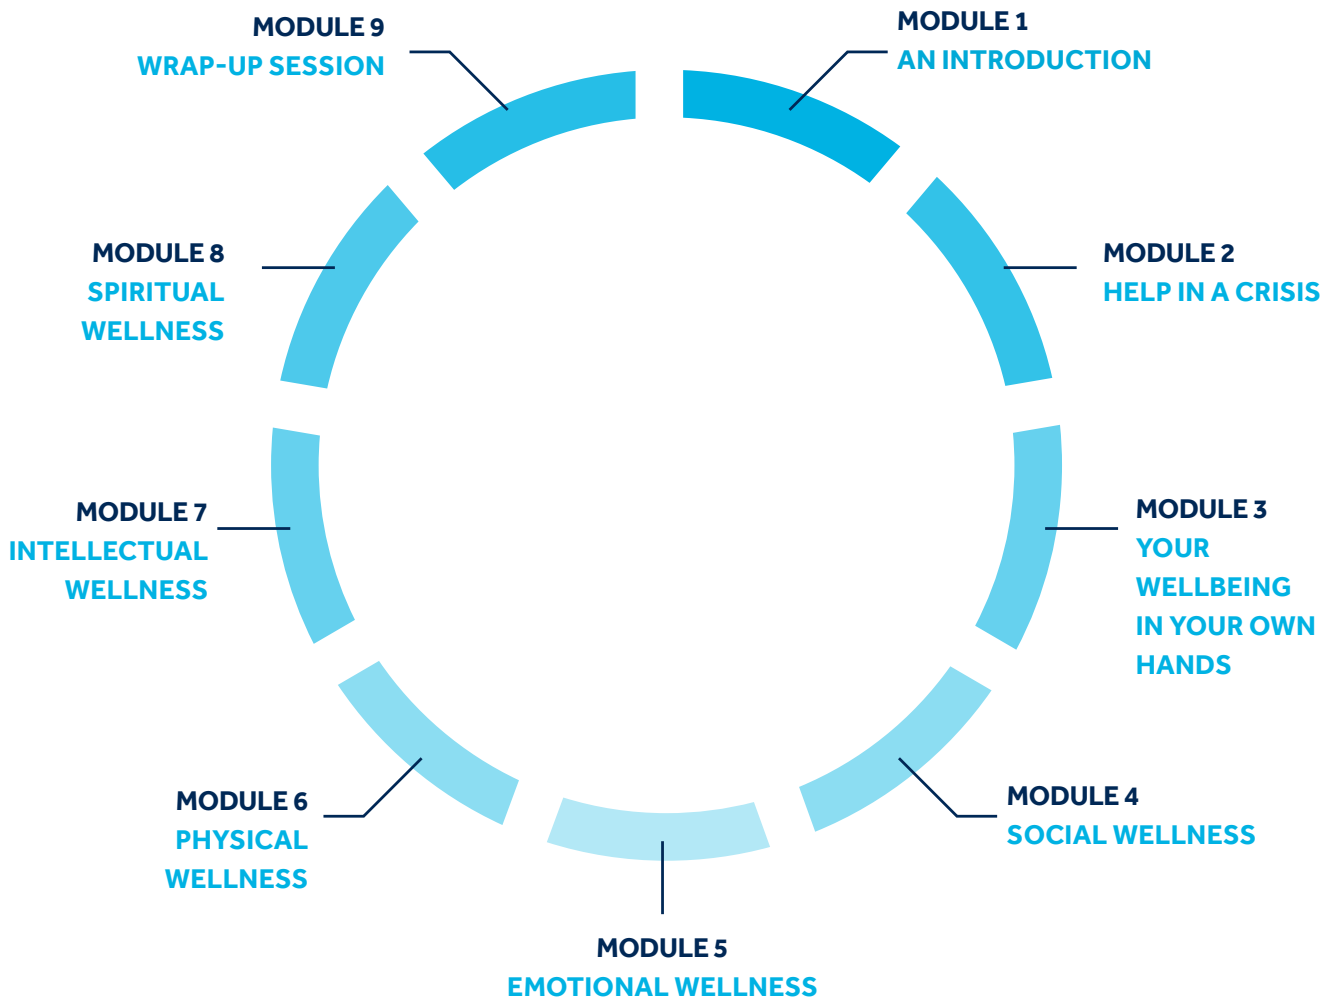 MODULE 1
AN INTRODUCTION
MODULE 2
HELP IN A CRISIS
MODULE 3
YOUR
WELLBEING
IN YOUR OWN
HANDS
MODULE 4
SOCIAL WELLNESS
MODULE 5
EMOTIONAL WELLNESS
MODULE 6
PHYSICAL
WELLNESS
MODULE 7
INTELLECTUAL
WELLNESS
MODULE 8
SPIRITUAL
WELLNESS
MODULE 9
WRAP-UP SESSION